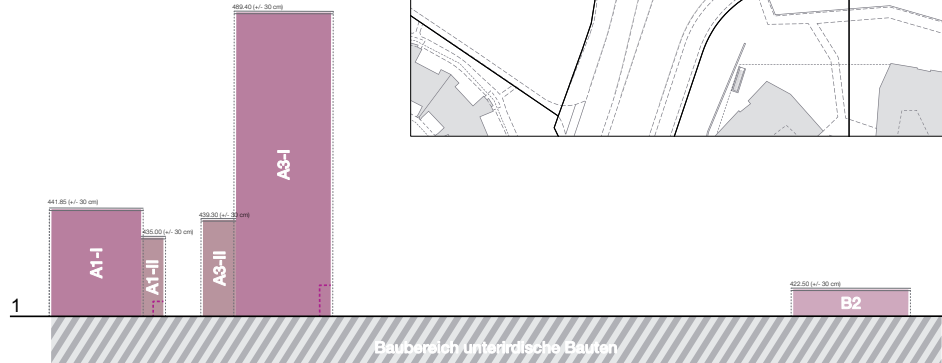 489.40 (+/- 30 cm)
A3-I
441.85 (+/- 30 cm)
439.30 (+/- 30 cm)
435.00 (+/- 30 cm)
A1-I
A1-II
A3-II
422.50 (+/- 30 cm)
B2
1
Baubereich unterirdische Bauten